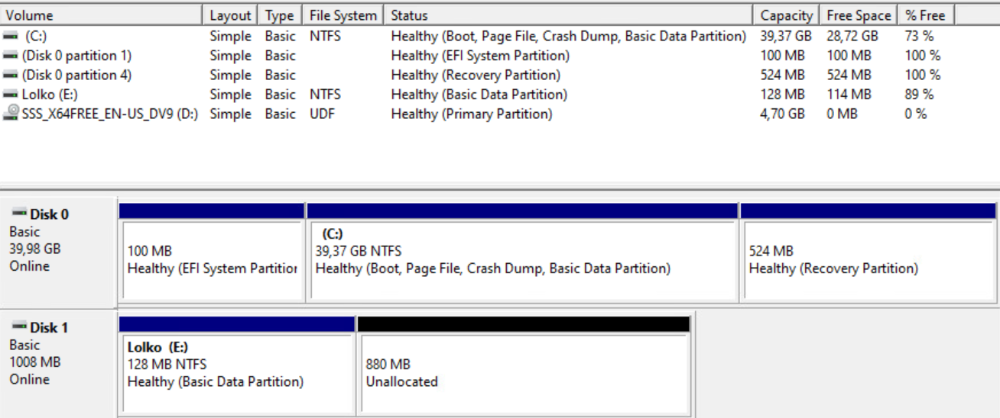 Volume Layout Type File System Status Capacity Free Space % Free
(C:) Simple Basic NTFS Healthy (Boot, Page File, Crash Dump, Basic Data Partition) 39,37 GB 28,72 GB 73 %
(Disk 0 partition 1) Simple Basic Healthy (EFI System Partition) 100 MB 100 MB 100 %
(Disk 0 partition 4) Simple Basic Healthy (Recovery Partition) 524 MB 524 MB 100 %
Lolko (E:) Simple Basic NTFS Healthy (Basic Data Partition) 128 MB 114 MB 89 %
SSS_X64FREE_EN-US_DV9 (D:) Simple Basic UDF Healthy (Primary Partition) 4,70 GB 0 MB 0 %
Disk 0
Basic
39,98 GB
Online
100 MB
Healthy (EFI System Partitior
(C:)
39,37 GB NTFS
Healthy (Boot, Page File, Crash Dump, Basic Data Partition)
524 MB
Healthy (Recovery Partition)
Disk 1
Basic
1008 MB
Online
Lolko (E:)
128 MB NTFS
Healthy (Basic Data Partition)
880 MB
Unallocated